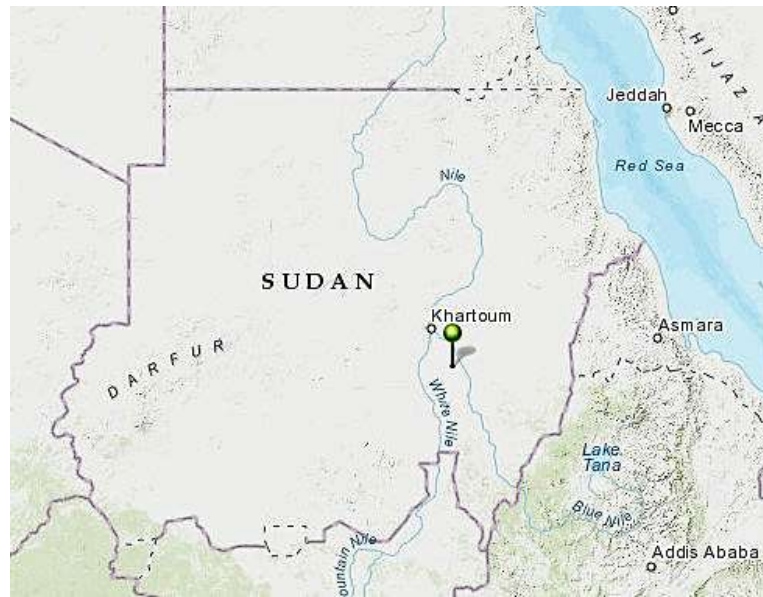 HIJAZ
Jeddah
Mecca
Red Sea
Nile
SUDAN
Khartoum
Asmara
DARFUR
White Nile
Lake
Tana
Blue Nile
Addis Ababa
ountain Nile